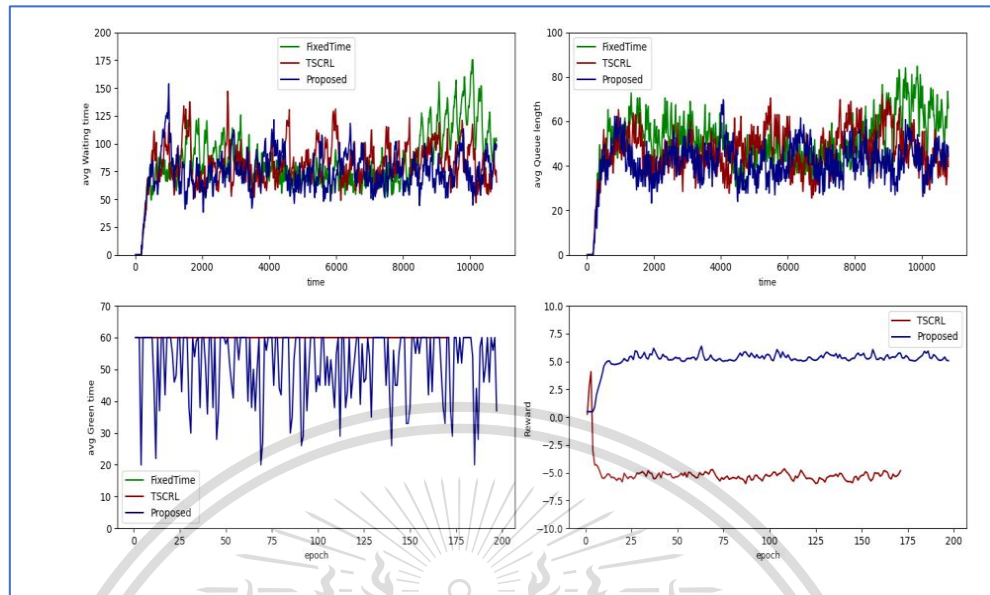 200
175
150
125
100
75
50
25
0
avg Waiting time
FixedTime
TSCRL
Proposed
0 2000 4000 6000 8000 10000
time
100
80
60
40
20
0
avg Queue length
FixedTime
TSCRL
Proposed
0 2000 4000 6000 8000 10000
time
70
60
50
40
30
20
10
0
avg Green time
FixedTime
TSCRL
Proposed
0 25 50 75 100 125 150 175 200
epoch
10.0
7.5
5.0
2.5
0.0
−2.5
−5.0
−7.5
−10.0
Reward
TSCRL
Proposed
0 25 50 75 100 125 150 175 200
epoch